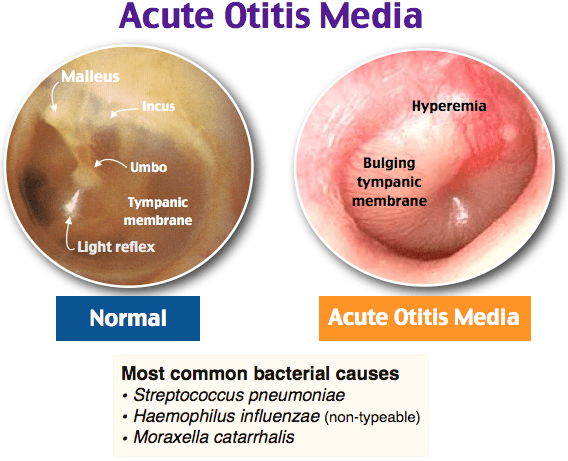 Acute Otitis Media
Malleus
Incus
Umbo
Tympanic
membrane
Light reflex
Hyperemia
Bulging
tympanic
membrane
Normal
Acute Otitis Media
Most common bacterial causes
• Streptococcus pneumoniae
• Haemophilus influenzae (non-typeable)
• Moraxella catarrhalis